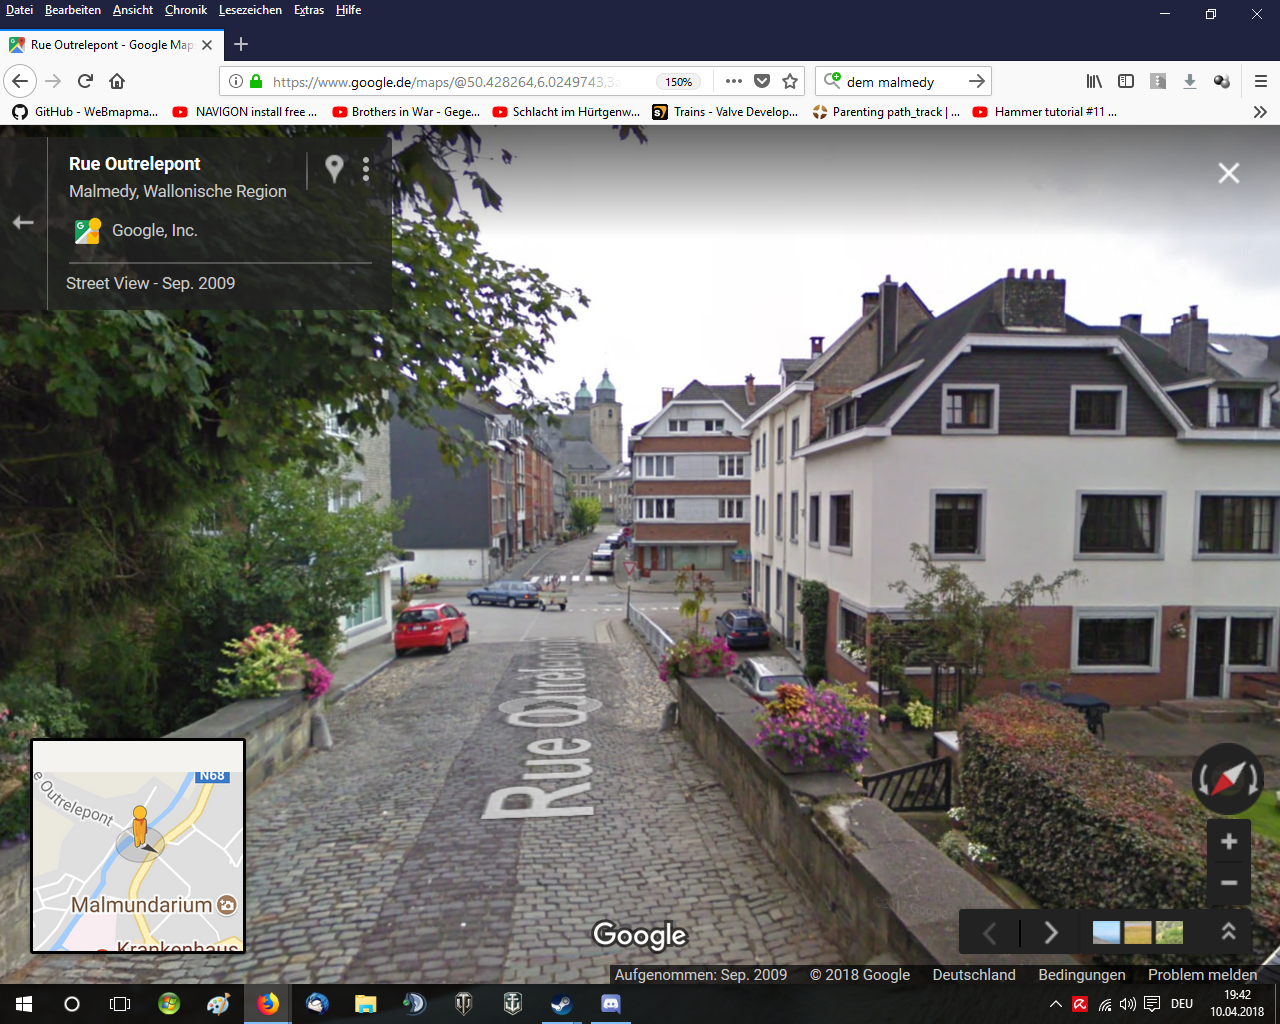 Datei Bearbeiten Ansicht Chronik Lesezeichen Extras Hilfe
Rue Outrelepont - Google Map
https://www.google.de/maps/@50.428264,6.0249743,3a
150%
dem malmedy
GitHub - WeBmapma...
NAVIGON install free ...
Brothers in War - Gege...
Schlacht im Hürtgenw...
Trains - Valve Develop...
Parenting path_track | ...
Hammer tutorial #11 ...
Rue Outrelepont
Malmedy, Wallonische Region
Google, Inc.
Street View - Sep. 2009
Rue Outrelepont
N68
e Outrelepont
Malmundarium
Krankenhaus
Google
Aufgenommen: Sep. 2009 © 2018 Google Deutschland Bedingungen Problem melden
DEU
19:42
10.04.2018